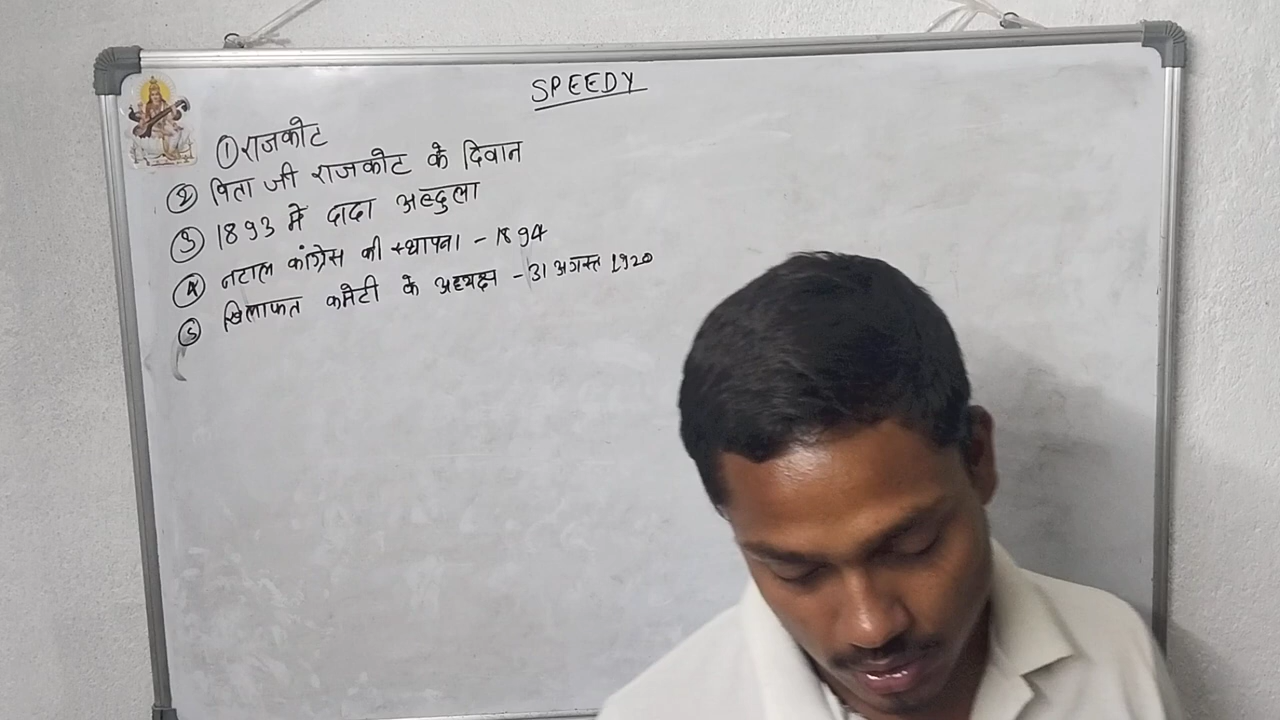 SPEEDY
① राजकोट
② पिता जी राजकोट के दिवान
③ 1893 में दादा अब्दुला
④ नटाल कांग्रेस की स्थापना - 1894
⑤ खिलाफत कमेटी के अध्यक्ष - 31 अगस्त 1920